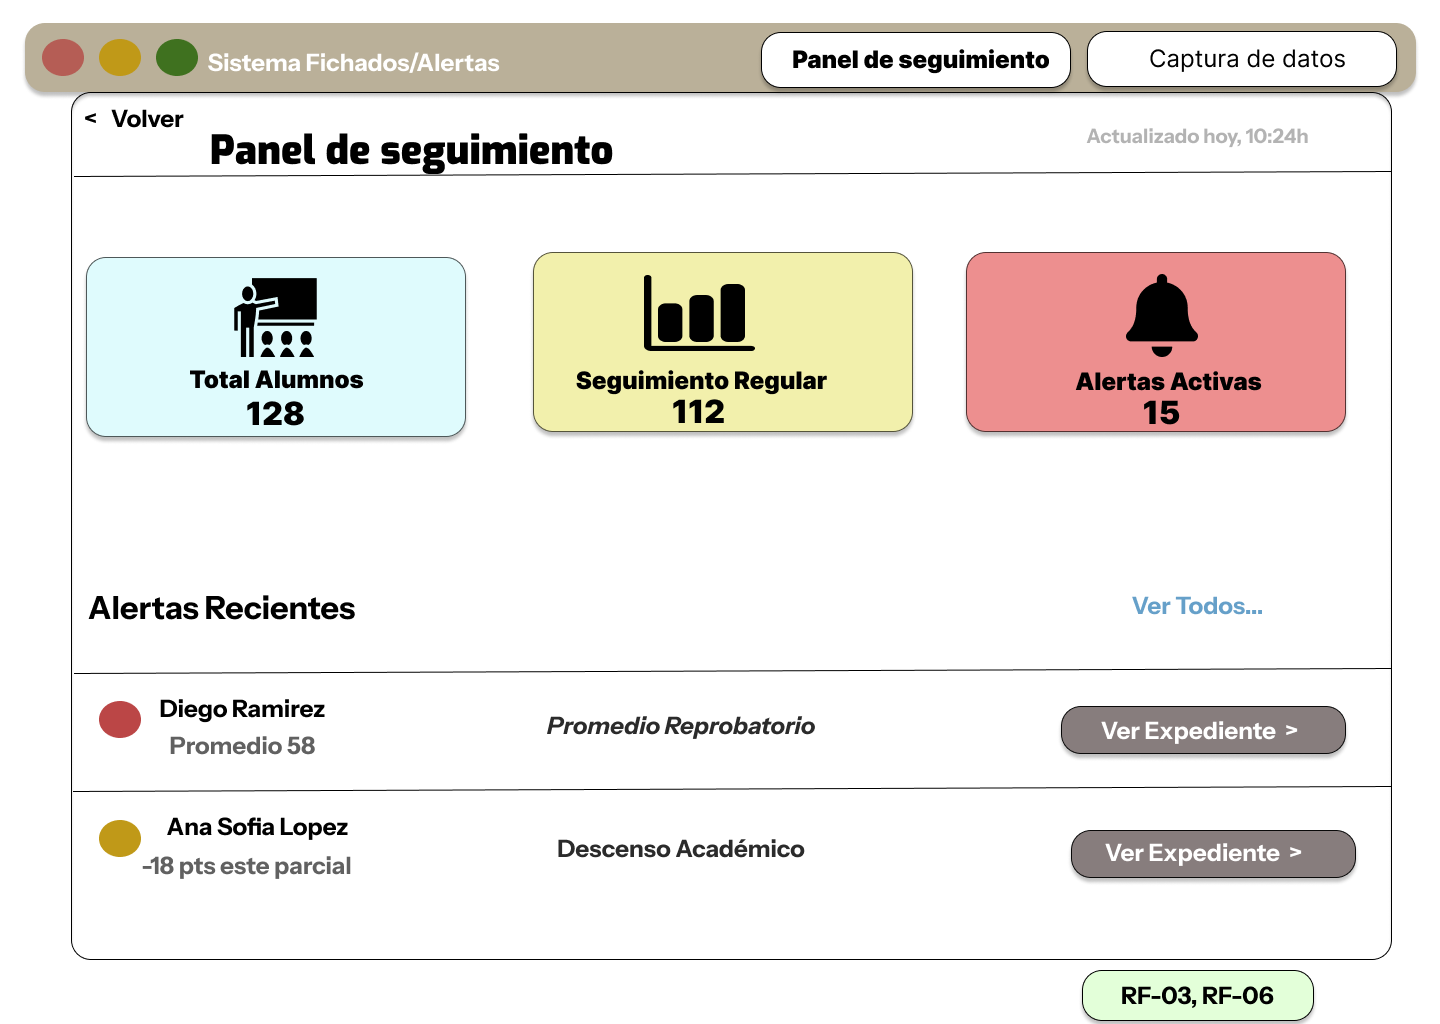 Sistema Fichados/Alertas
Panel de seguimiento
Captura de datos
< Volver
Panel de seguimiento
Actualizado hoy, 10:24h
Total Alumnos
128
Seguimiento Regular
112
Alertas Activas
15
Alertas Recientes
Ver Todos...
Diego Ramirez
Promedio 58
Promedio Reprobatorio
Ver Expediente >
Ana Sofia Lopez
-18 pts este parcial
Descenso Académico
Ver Expediente >
RF-03, RF-06